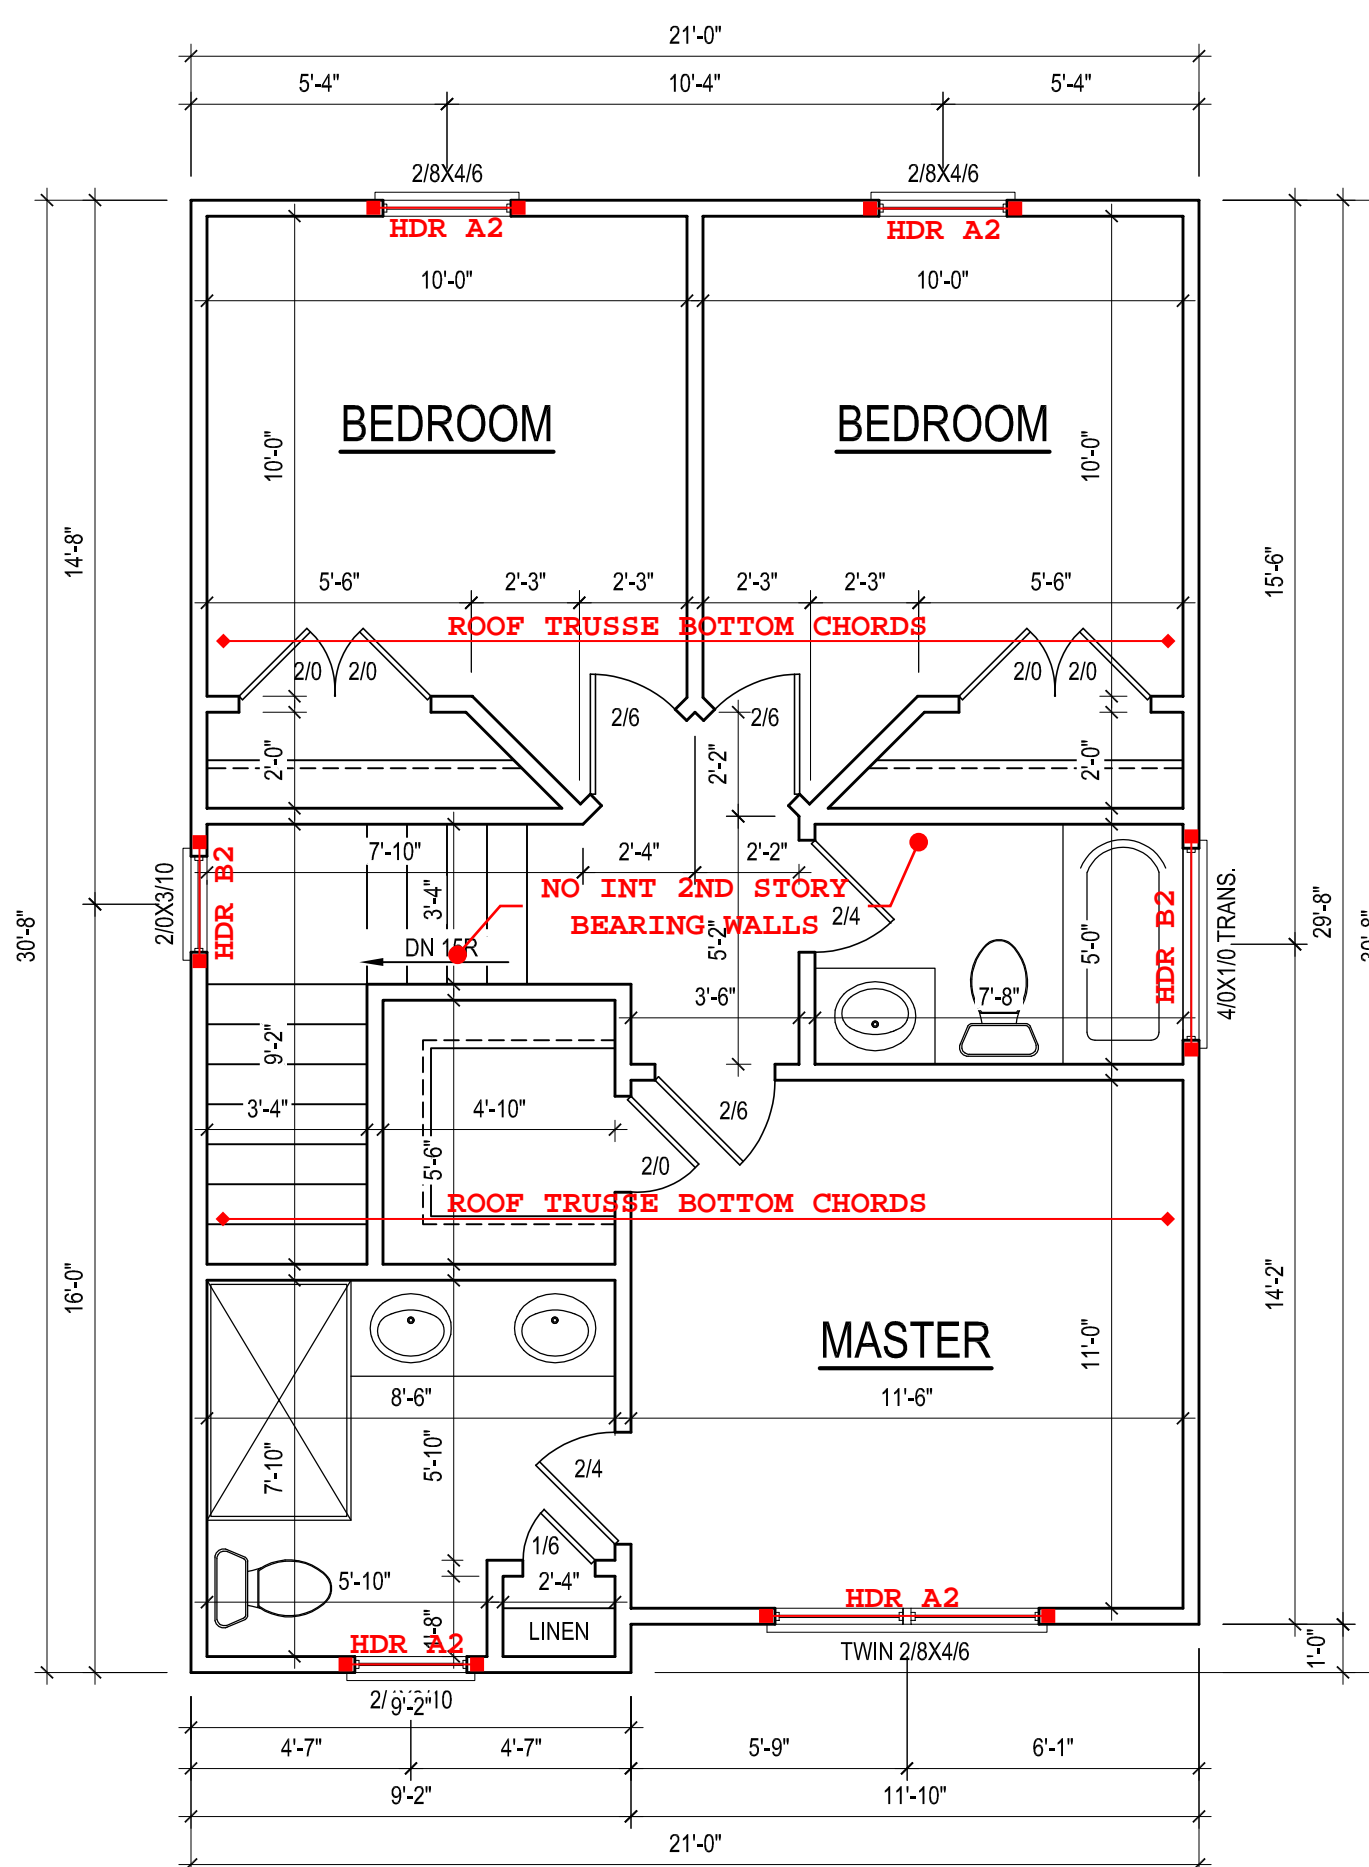 21'-0"
5'-4" 10'-4" 5'-4"
2/8X4/6 2/8X4/6
HDR A2 HDR A2
10'-0" 10'-0"
BEDROOM BEDROOM
10'-0" 10'-0"
14'-8" 15'-6"
5'-6" 2'-3" 2'-3" 2'-3" 2'-3" 5'-6"
ROOF TRUSSE BOTTOM CHORDS
2/0 2/0 2/0 2/0
2/6 2/6
2'-0" 2'-2" 2'-0"
7'-10" 2'-4" 2'-2"
2/0X3/10 HDR B2 3'-4"
NO INT 2ND STORY
BEARING WALLS
2/4
30'-8" 5'-2" 5'-0" HDR B2 4/0X1/0 TRANS. 29'-8" 30'-8"
DN 15R
3'-6" 7'-8"
9'-2"
3'-4" 4'-10" 2/6
5'-6" 2/0
ROOF TRUSSE BOTTOM CHORDS
16'-0" 14'-2"
MASTER
11'-0"
8'-6" 11'-6"
7'-10" 5'-10" 2/4
1/6
5'-10" 2'-4"
HDR A2
LINEN
HDR A2
TWIN 2/8X4/6 1'-0"
9'-2"
4'-7" 4'-7" 5'-9" 6'-1"
9'-2" 11'-10"
21'-0"